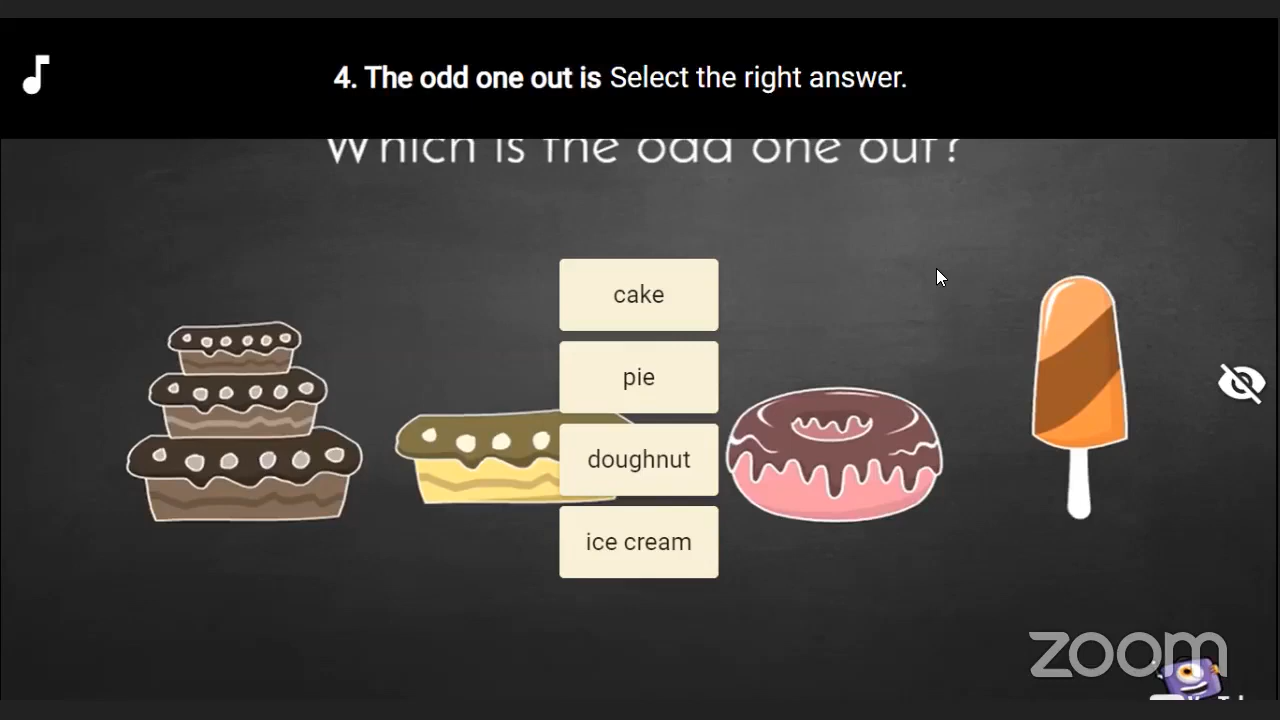 4. The odd one out is Select the right answer.
Which is the odd one out?
cake
pie
doughnut
ice cream
zoom